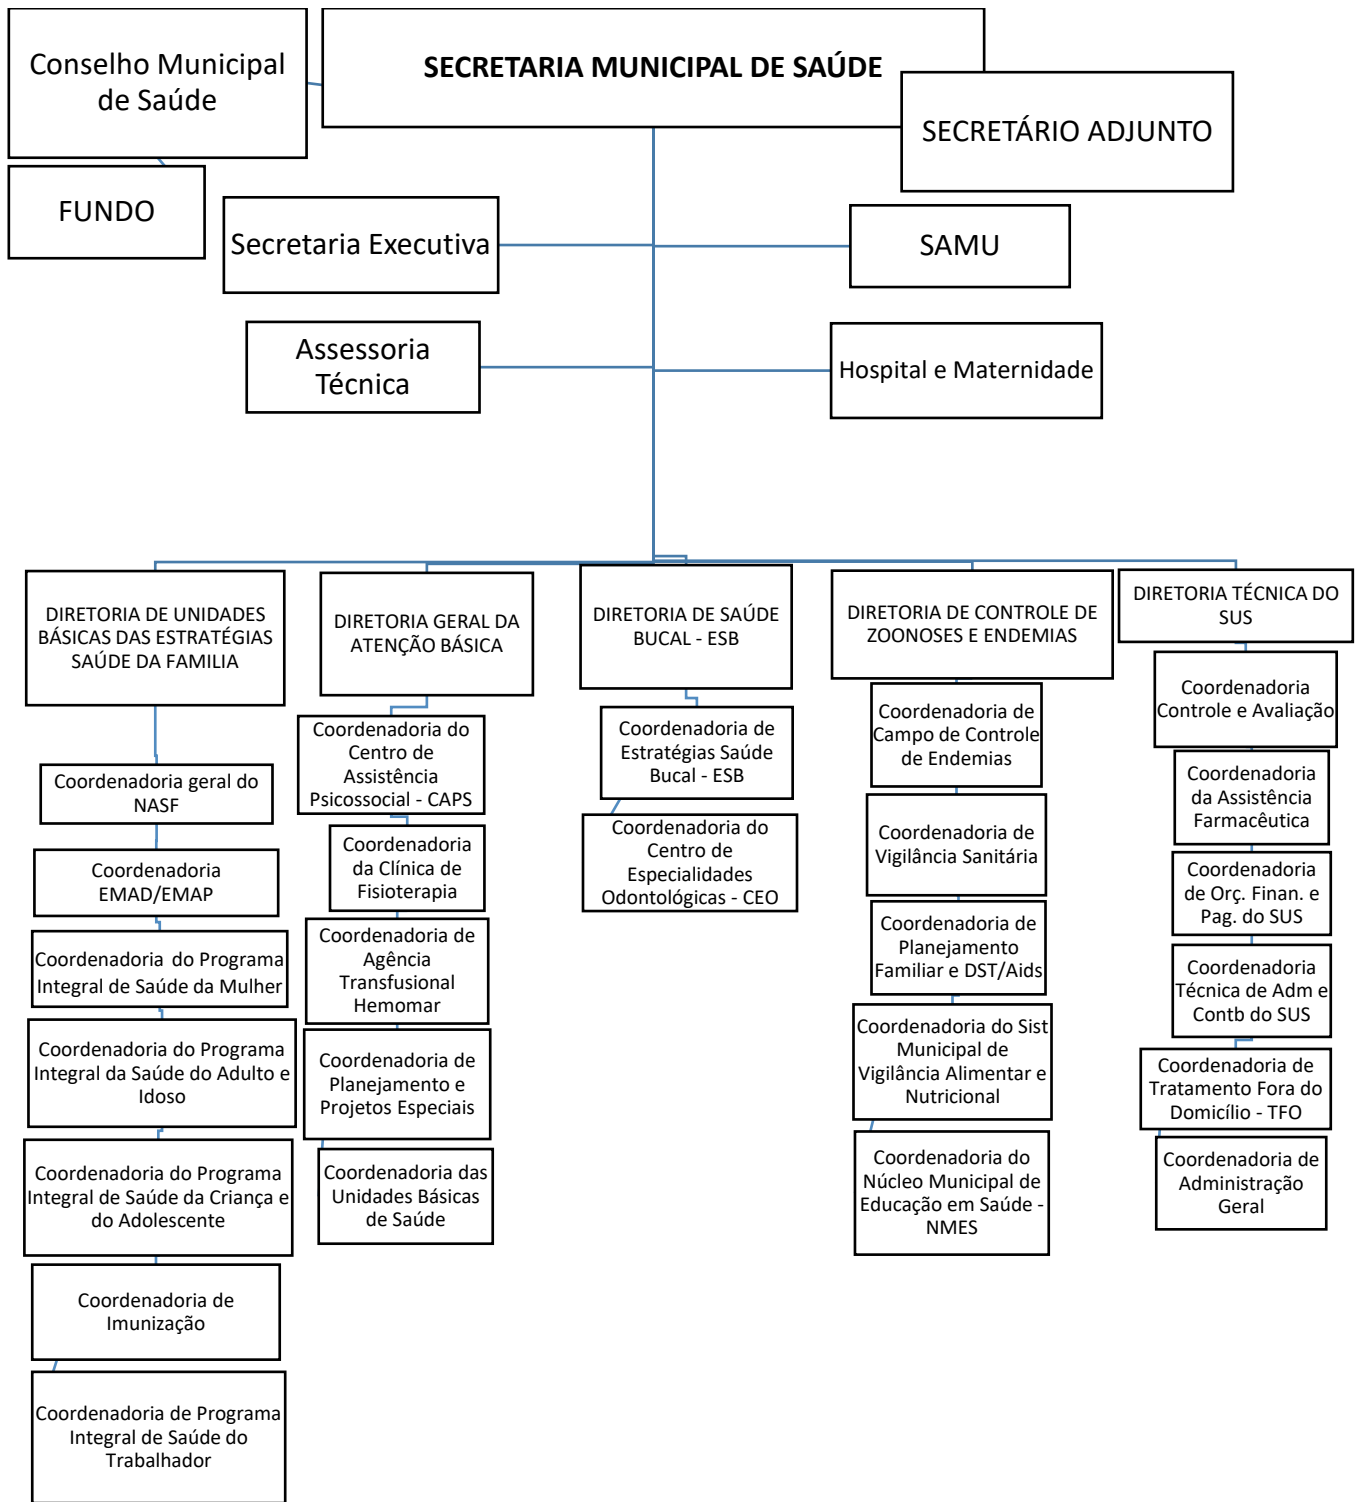 Conselho Municipal
de Saúde
SECRETARIA MUNICIPAL DE SAÚDE
SECRETÁRIO ADJUNTO
FUNDO
Secretaria Executiva
SAMU
Assessoria
Técnica
Hospital e Maternidade
DIRETORIA DE UNIDADES
BÁSICAS DAS ESTRATÉGIAS
SAÚDE DA FAMILIA
Coordenadoria geral do
NASF
Coordenadoria
EMAD/EMAP
Coordenadoria do Programa
Integral de Saúde da Mulher
Coordenadoria do Programa
Integral da Saúde do Adulto e
Idoso
Coordenadoria do Programa
Integral de Saúde da Criança e
do Adolescente
Coordenadoria de
Imunização
Coordenadoria de Programa
Integral de Saúde do
Trabalhador
DIRETORIA GERAL DA
ATENÇÃO BÁSICA
Coordenadoria do
Centro de
Assistência
Psicossocial - CAPS
Coordenadoria
da Clínica de
Fisioterapia
Coordenadoria de
Agência
Transfusional
Hemomar
Coordenadoria de
Planejamento e
Projetos Especiais
Coordenadoria das
Unidades Básicas
de Saúde
DIRETORIA DE SAÚDE
BUCAL - ESB
Coordenadoria de
Estratégias Saúde
Bucal - ESB
Coordenadoria do
Centro de
Especialidades
Odontológicas - CEO
DIRETORIA DE CONTROLE DE
ZOONOSES E ENDEMIAS
Coordenadoria de
Campo de Controle
de Endemias
Coordenadoria de
Vigilância Sanitária
Coordenadoria de
Planejamento
Familiar e DST/Aids
Coordenadoria do Sist
Municipal de
Vigilância Alimentar e
Nutricional
Coordenadoria do
Núcleo Municipal de
Educação em Saúde -
NMES
DIRETORIA TÉCNICA DO
SUS
Coordenadoria
Controle e Avaliação
Coordenadoria
da Assistência
Farmacêutica
Coordenadoria
de Orç. Finan. e
Pag. do SUS
Coordenadoria
Técnica de Adm e
Contb do SUS
Coordenadoria de
Tratamento Fora do
Domicílio - TFO
Coordenadoria de
Administração
Geral